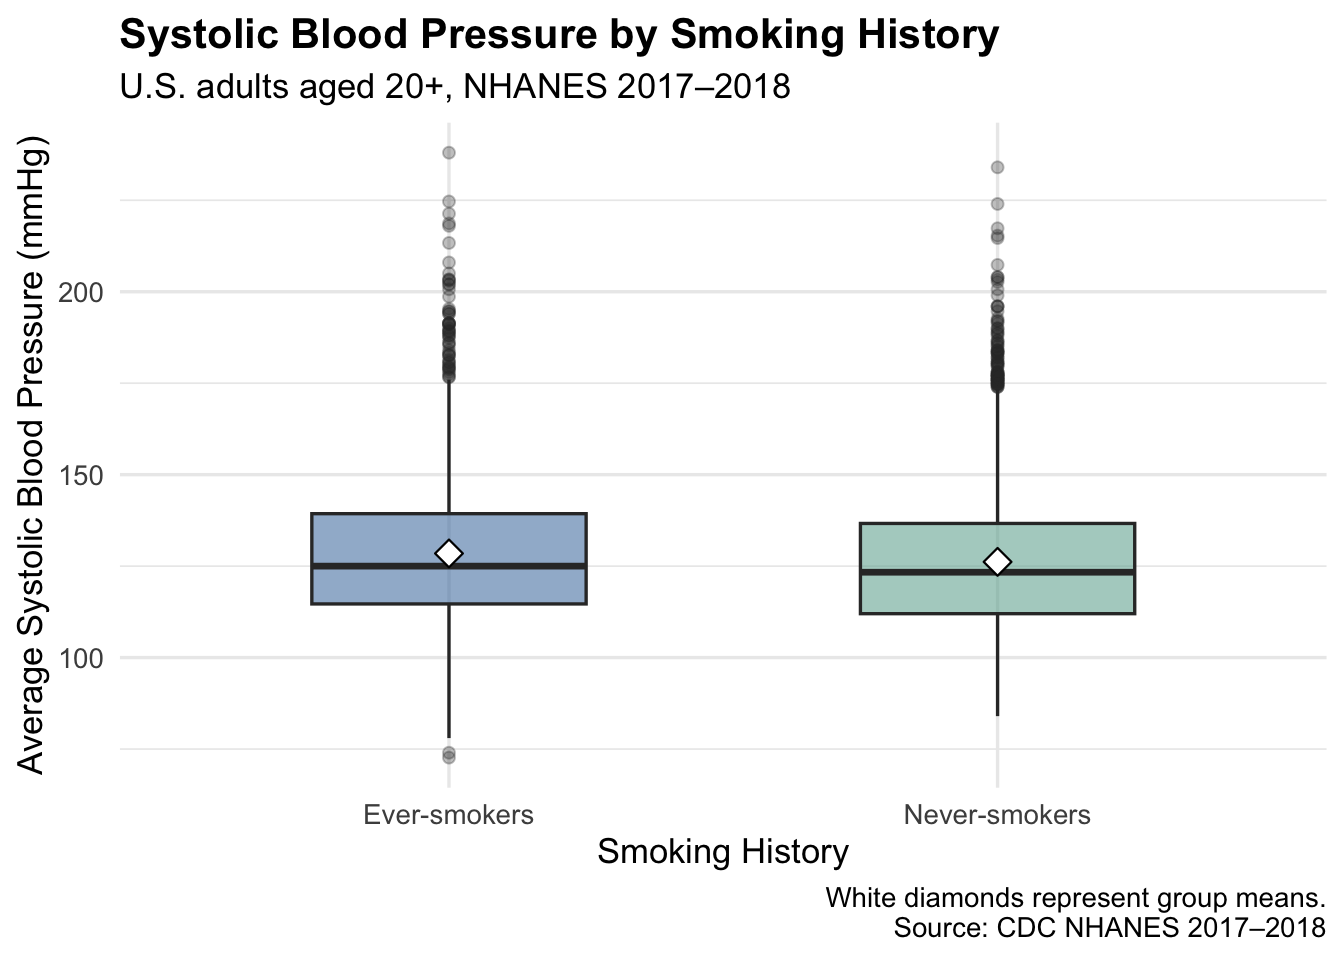 Systolic Blood Pressure by Smoking History
U.S. adults aged 20+, NHANES 2017–2018
Average Systolic Blood Pressure (mmHg)
200
150
100
Ever-smokers
Never-smokers
Smoking History
White diamonds represent group means.
Source: CDC NHANES 2017–2018